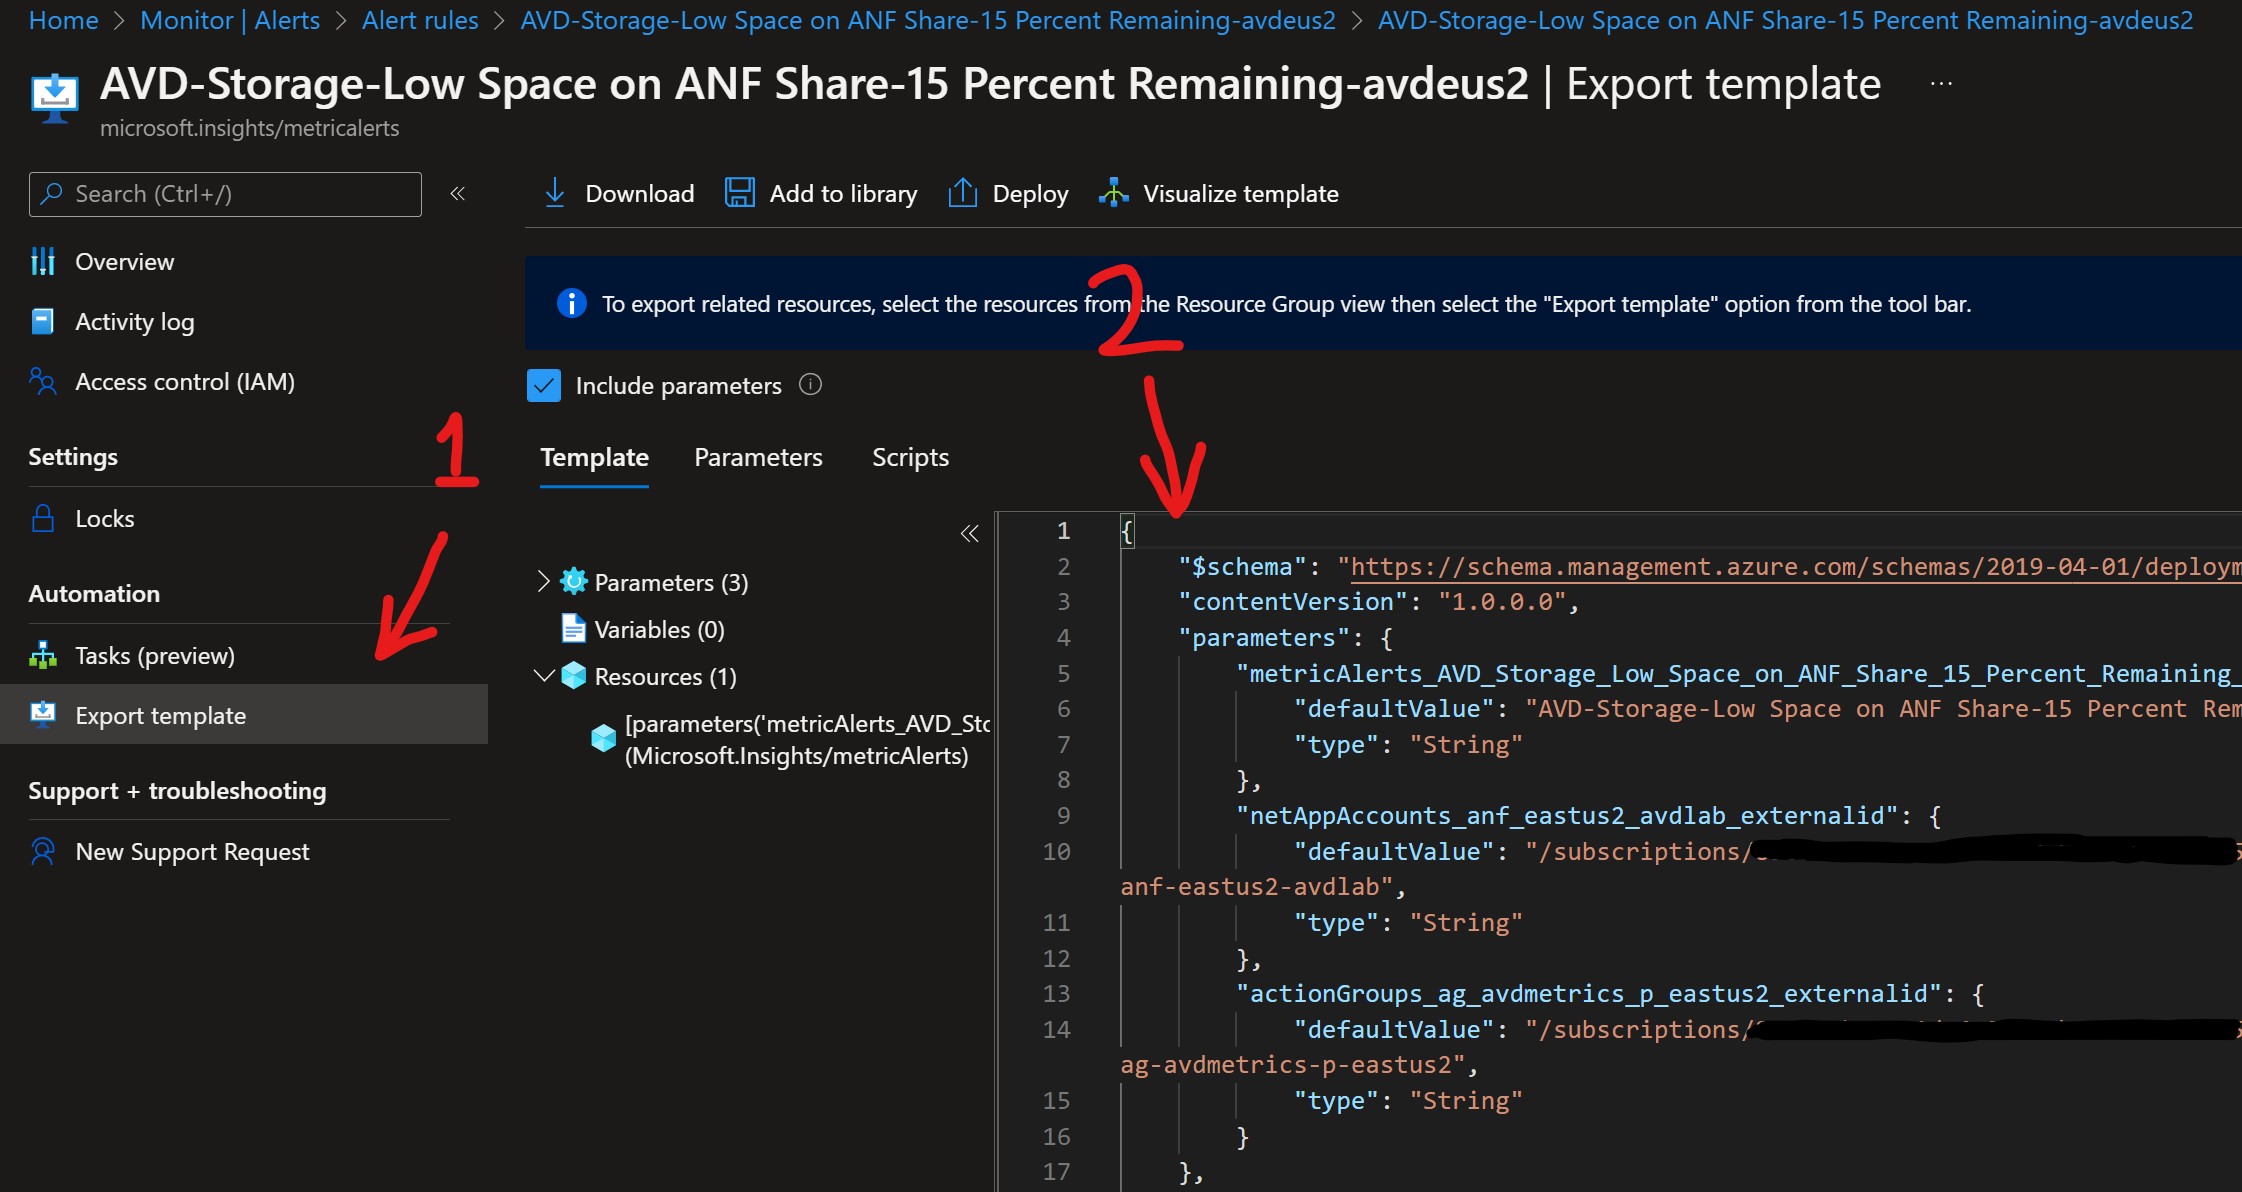 Home > Monitor | Alerts > Alert rules > AVD-Storage-Low Space on ANF Share-15 Percent Remaining-avdeus2 > AVD-Storage-Low Space on ANF Share-15 Percent Remaining-avdeus2
AVD-Storage-Low Space on ANF Share-15 Percent Remaining-avdeus2 | Export template ...
microsoft.insights/metricalerts
Search (Ctrl+/) «
Download Add to library Deploy Visualize template
Overview
Activity log
Access control (IAM)
Settings
Locks
Automation
Tasks (preview)
Export template
Support + troubleshooting
New Support Request
1
2
To export related resources, select the resources from the Resource Group view then select the "Export template" option from the tool bar.
Include parameters
Template Parameters Scripts
«
Parameters (3)
Variables (0)
Resources (1)
[parameters('metricAlerts_AVD_Sto
(Microsoft.Insights/metricAlerts)
1 {
2 "$schema": "https://schema.management.azure.com/schemas/2019-04-01/deploym
3 "contentVersion": "1.0.0.0",
4 "parameters": {
5 "metricAlerts_AVD_Storage_Low_Space_on_ANF_Share_15_Percent_Remaining_
6 "defaultValue": "AVD-Storage-Low Space on ANF Share-15 Percent Rem
7 "type": "String"
8 },
9 "netAppAccounts_anf_eastus2_avdlab_externalid": {
10 "defaultValue": "/subscriptions/
anf-eastus2-avdlab",
11 "type": "String"
12 },
13 "actionGroups_ag_avdmetrics_p_eastus2_externalid": {
14 "defaultValue": "/subscriptions/
ag-avdmetrics-p-eastus2",
15 "type": "String"
16 }
17 },